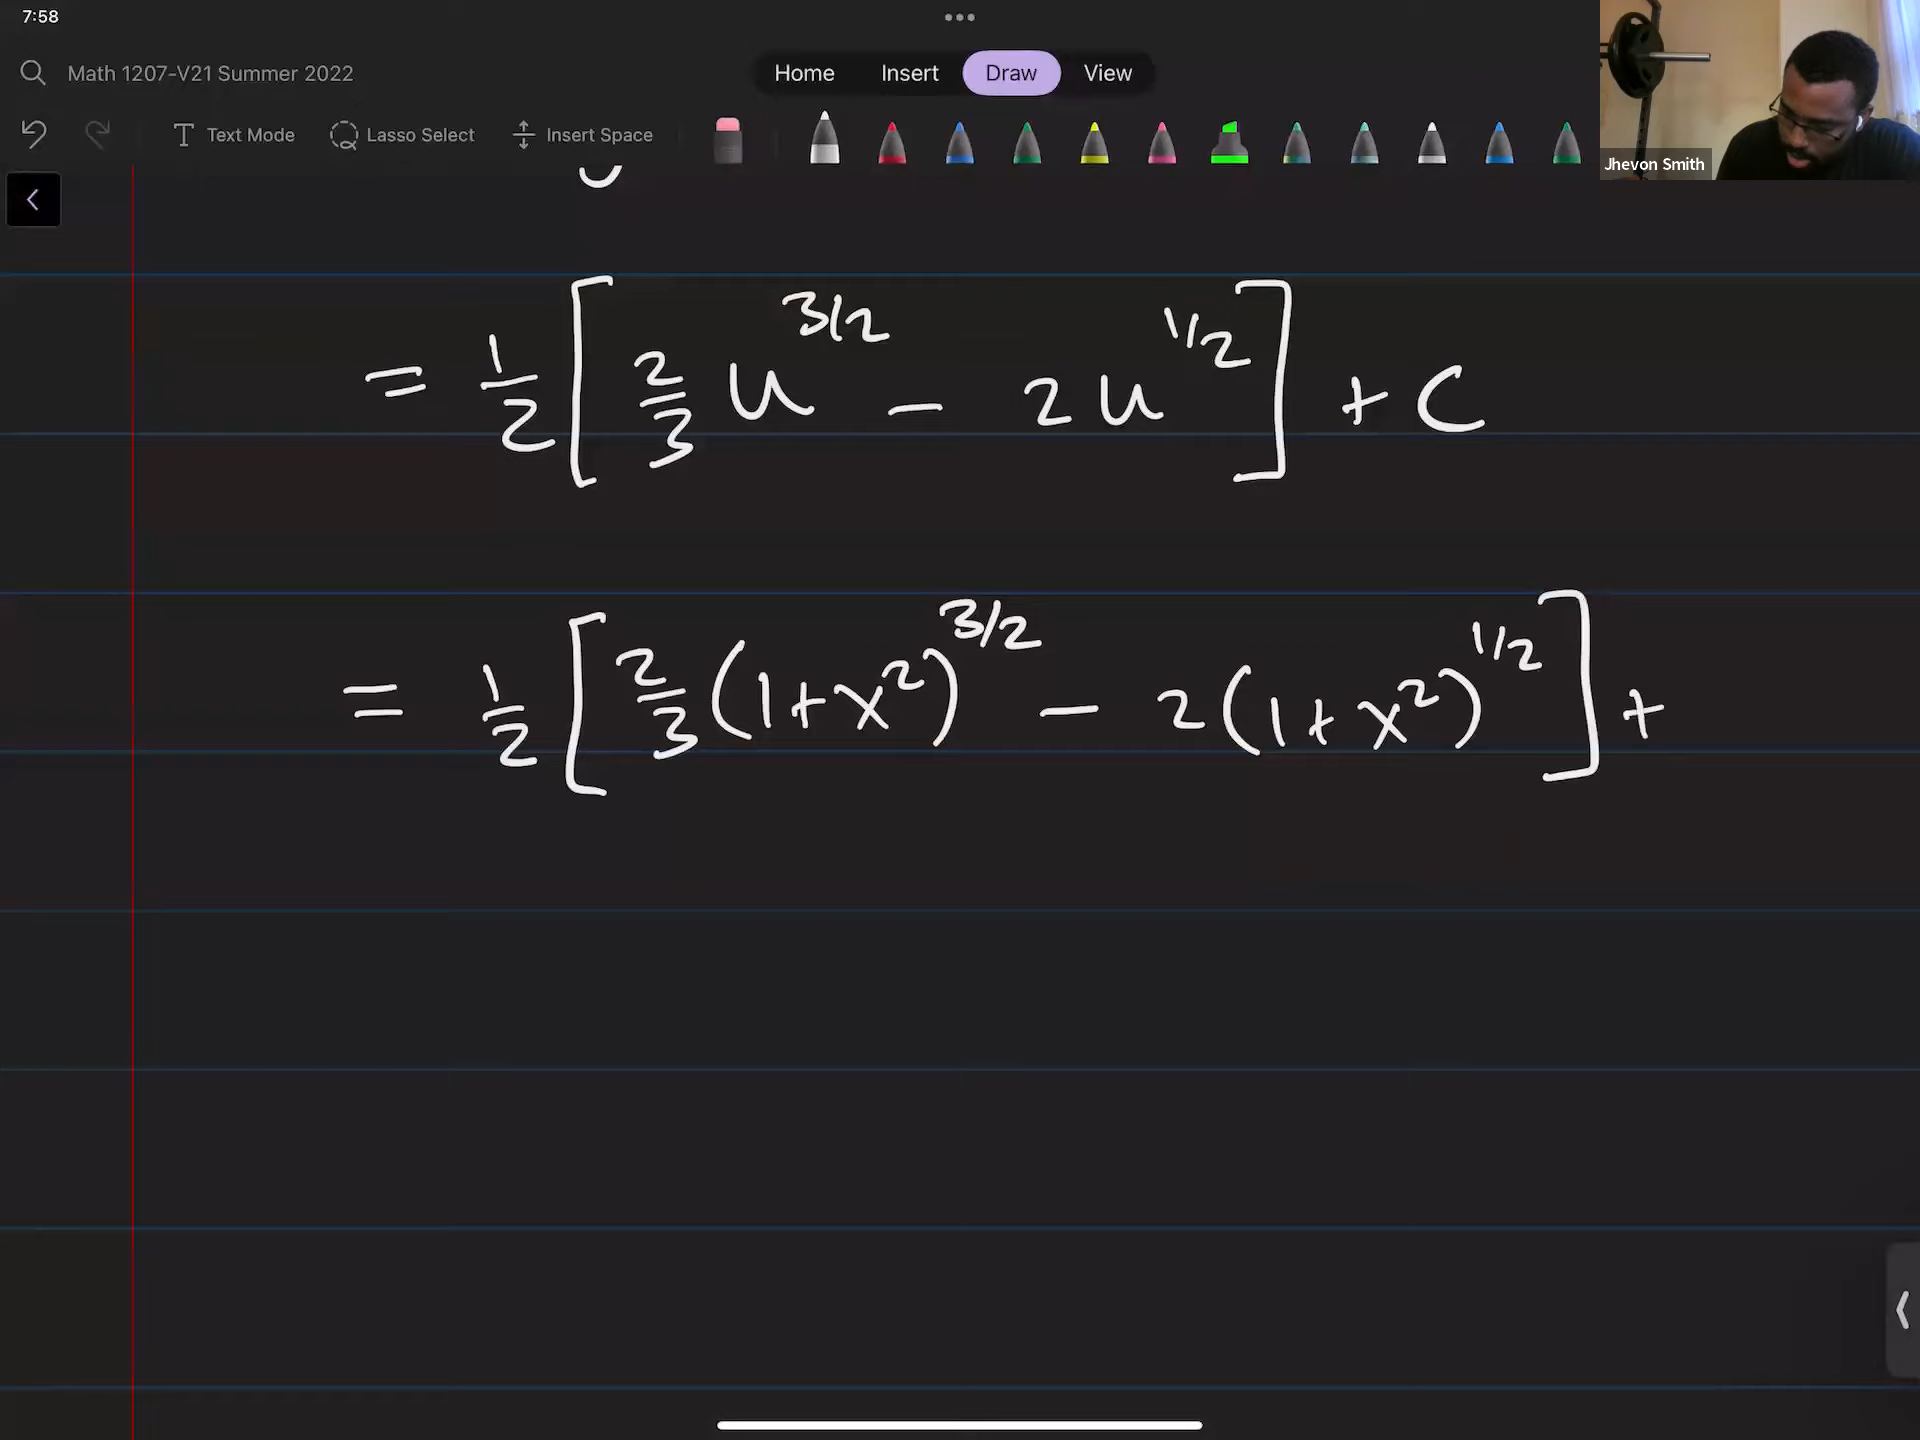 7:58
Math 1207-V21 Summer 2022
Home Insert Draw View
Text Mode Lasso Select Insert Space
Jhevon Smith
= 1/2 [ 2/3 u^{3/2} - 2u^{1/2} ] + C
= 1/2 [ 2/3 (1+x^2)^{3/2} - 2(1+x^2)^{1/2} ] +